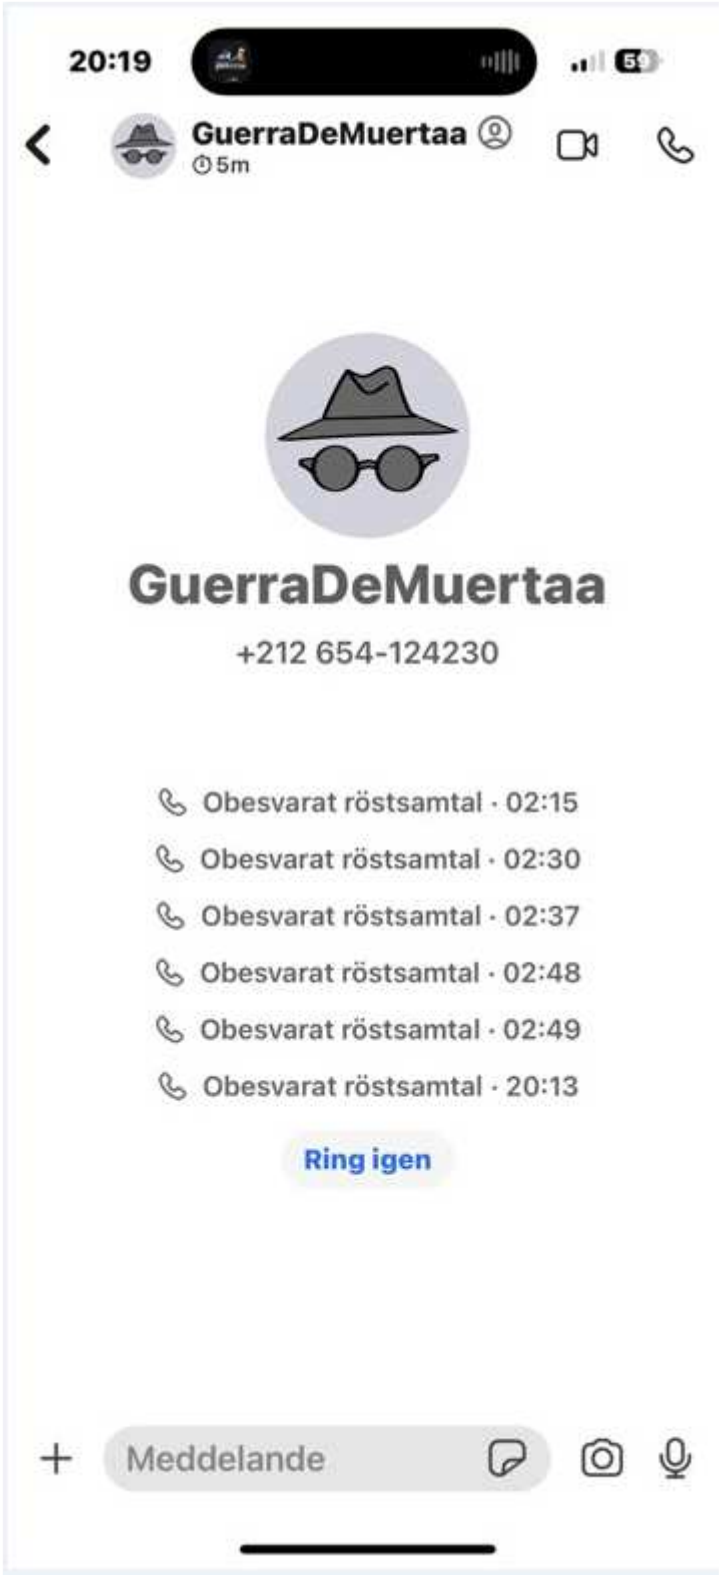 20:19
59
GuerraDeMuertaa
5m
GuerraDeMuertaa
+212 654-124230
Obesvarat röstsamtal · 02:15
Obesvarat röstsamtal · 02:30
Obesvarat röstsamtal · 02:37
Obesvarat röstsamtal · 02:48
Obesvarat röstsamtal · 02:49
Obesvarat röstsamtal · 20:13
Ring igen
Meddelande